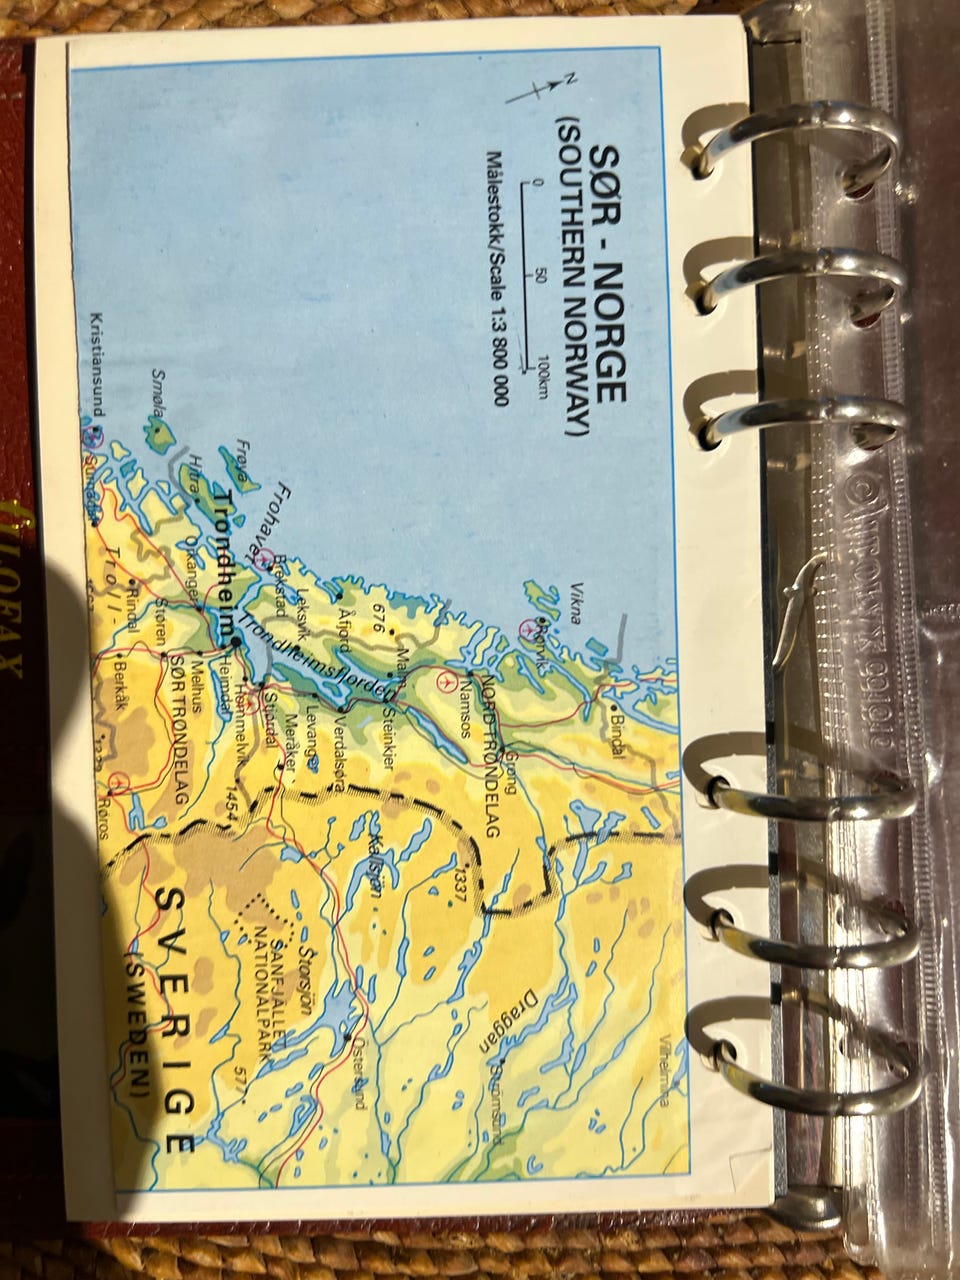 SØR - NORGE
(SOUTHERN NORWAY)
0 50 100km
Målestokk/Scale 1:3 800 000
N
Vilhelmina
Vikna
Rørvik
Bindal
NORD TRØNDELAG
Namsos
Grong
Draggan
Strömsund
1337
676
Åfjord
Steinkjer
Verdalsøra
Levanger
Leksvik
Trondheimsfjorden
Kallsjön
Östersund
Storsjön
Frohavet
Brekstad
Stjørdal
Meråker
Hommelvik
Frøya
Trondheim
Heimdal
1454
SANFJÄLLET
NATIONALPARK
577
Hitra
Orkanger
Melhus
SØR TRØNDELAG
Smøla
Støren
Rindal
Troll-
Berkåk
Røros
SVERIGE
(SWEDEN)
Kristiansund
FILOFAX